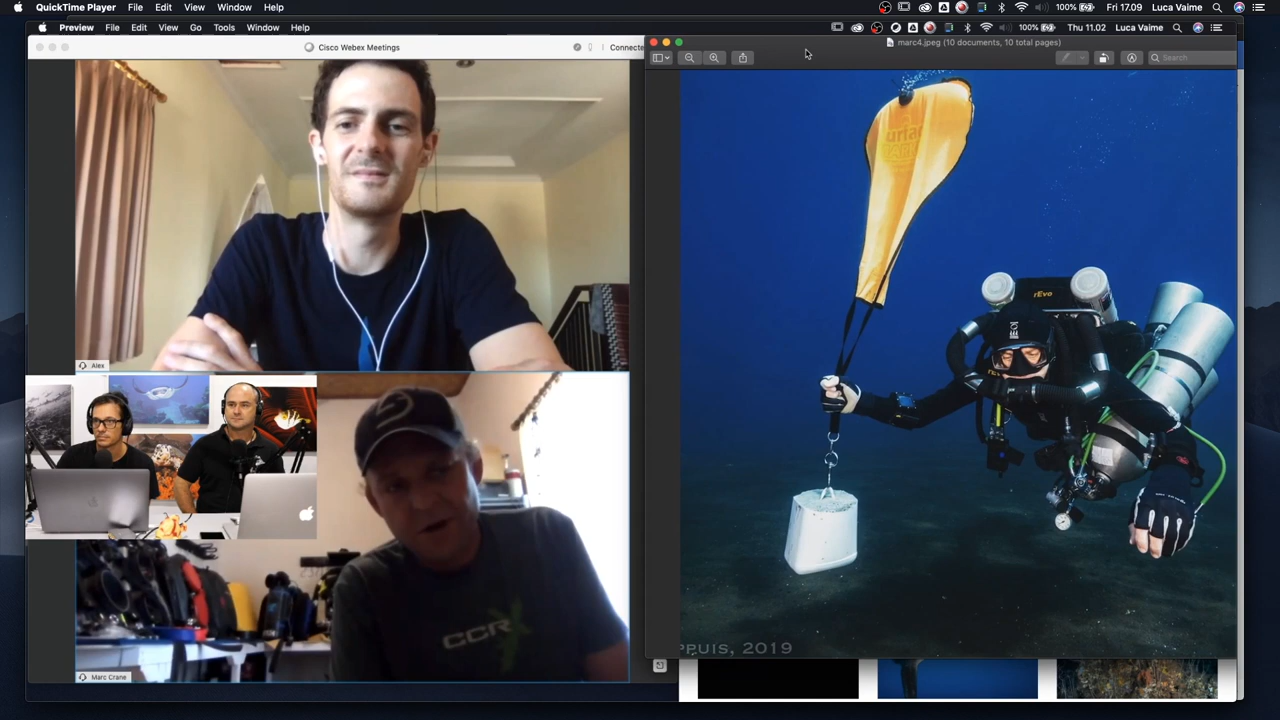 QuickTime Player File Edit View Window Help 100% Fri 17.09 Luca Vaime
Preview File Edit View Go Tools Window Help 100% Thu 11.02 Luca Vaime
Cisco Webex Meetings
Connecte
marc4.jpeg (10 documents, 10 total pages)
Search
rEvo
Alex
CCR
Marc Crane
PPUIS, 2019